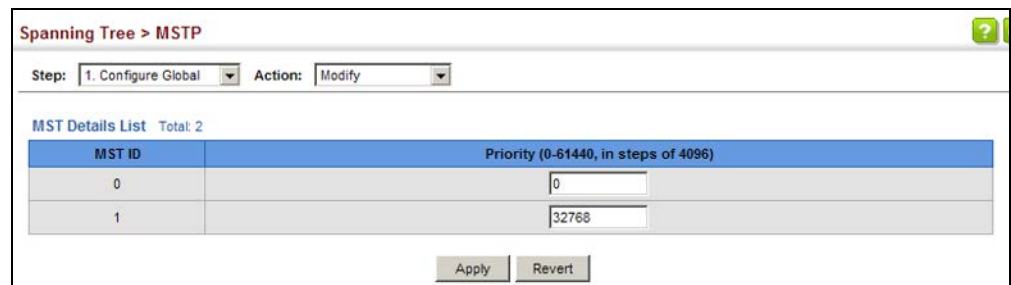 Spanning Tree > MSTP
?
Step: 1. Configure Global Action: Modify
MST Details List Total: 2
MST ID Priority (0-61440, in steps of 4096)
0 0
1 32768
Apply Revert